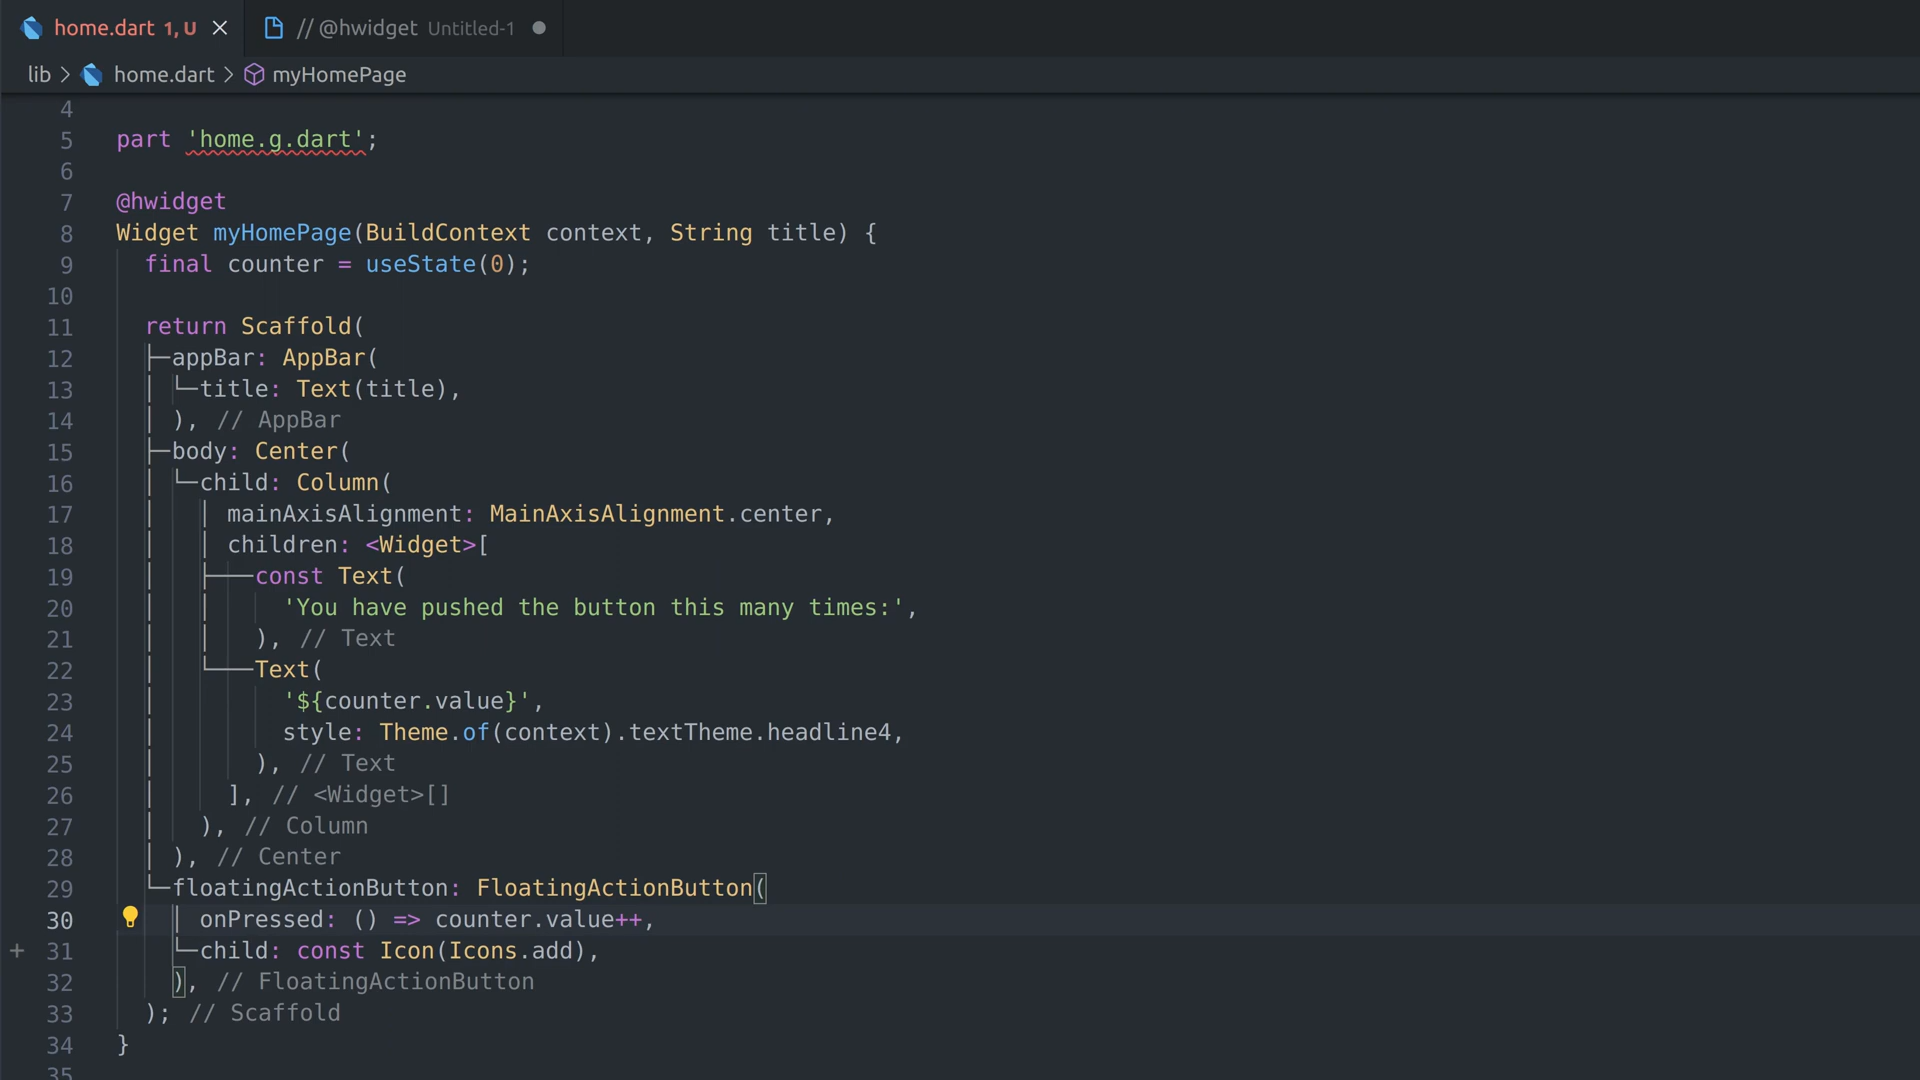 home.dart 1, U
// @hwidget Untitled-1
lib > home.dart > myHomePage
4
5 part 'home.g.dart';
6
7 @hwidget
8 Widget myHomePage(BuildContext context, String title) {
9 final counter = useState(0);
10
11 return Scaffold(
12 appBar: AppBar(
13 title: Text(title),
14 ), // AppBar
15 body: Center(
16 child: Column(
17 mainAxisAlignment: MainAxisAlignment.center,
18 children: <Widget>[
19 const Text(
20 'You have pushed the button this many times:',
21 ), // Text
22 Text(
23 '${counter.value}',
24 style: Theme.of(context).textTheme.headline4,
25 ), // Text
26 ], // <Widget>[]
27 ), // Column
28 ), // Center
29 floatingActionButton: FloatingActionButton(
30 onPressed: () => counter.value++,
31 child: const Icon(Icons.add),
32 ), // FloatingActionButton
33 ); // Scaffold
34 }
35